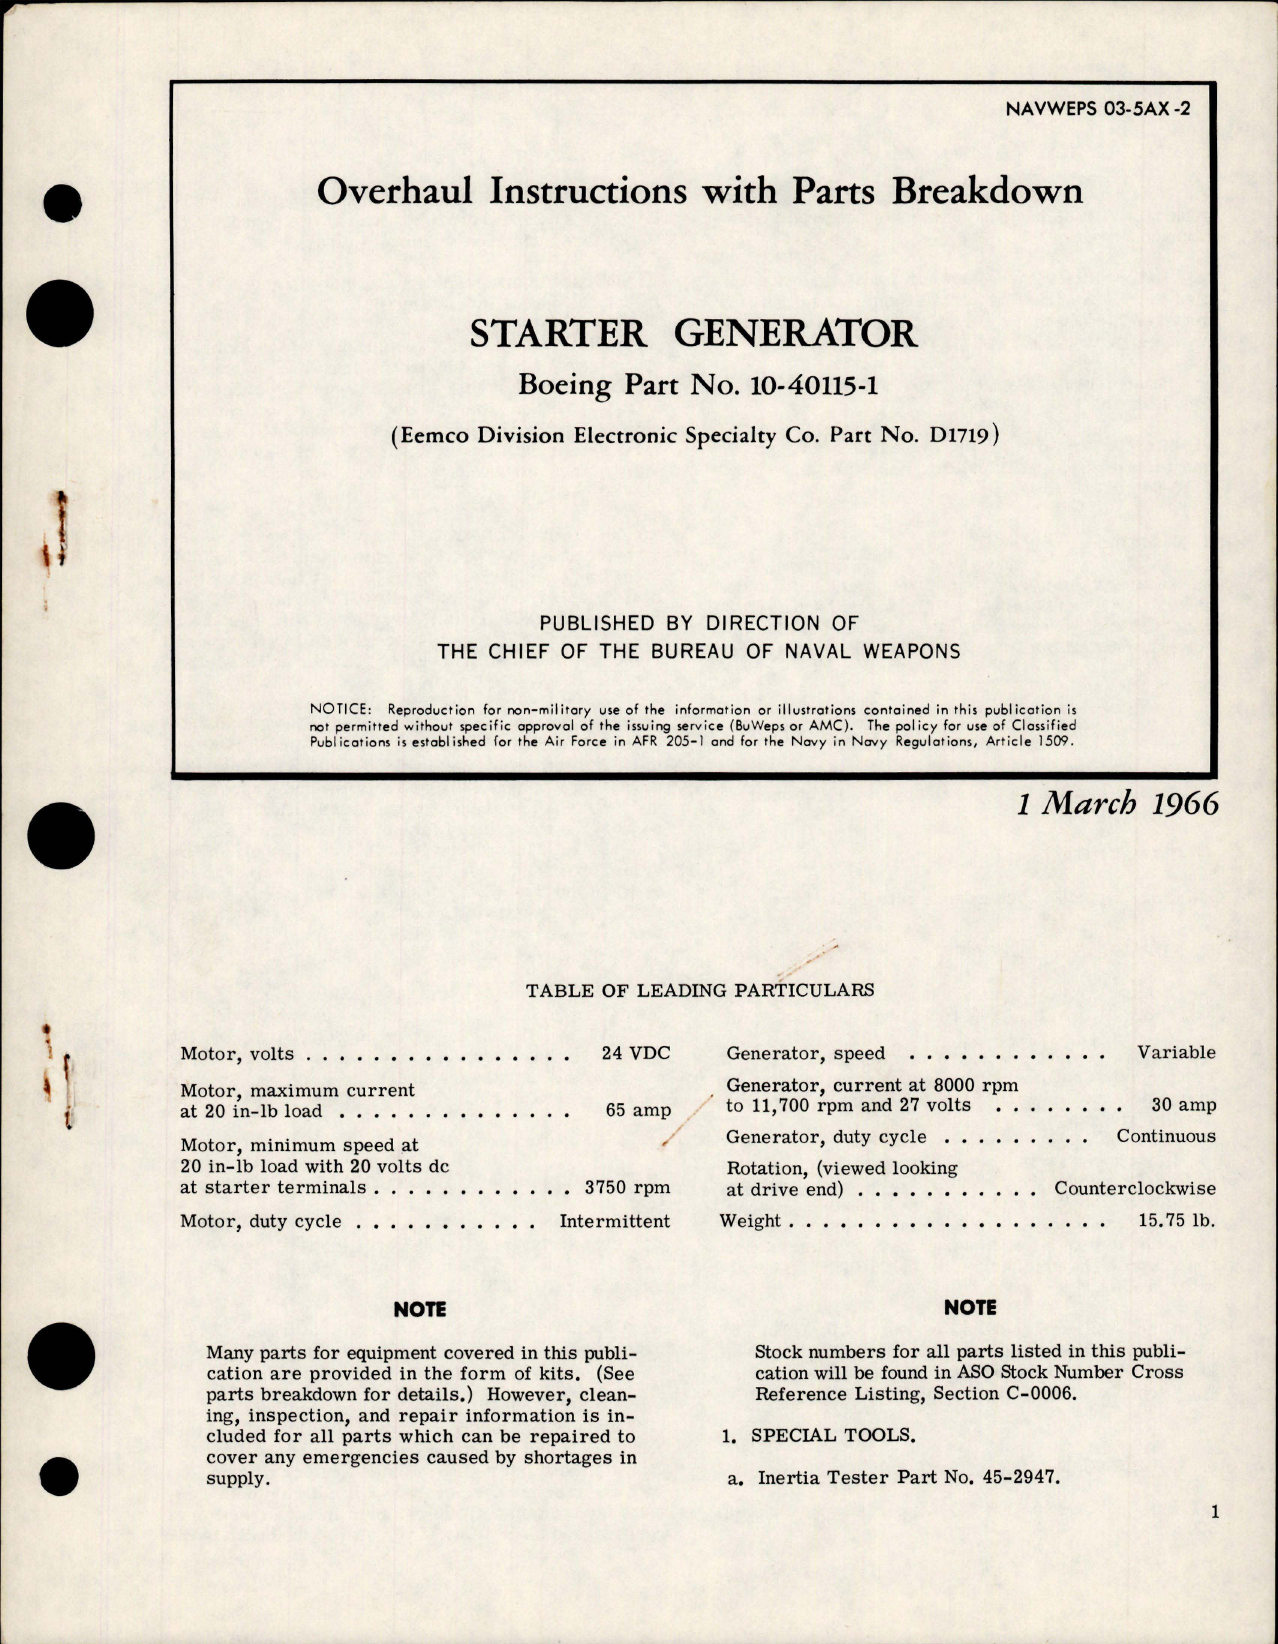 NAVWEPS 03-5AX-2
Overhaul Instructions with Parts Breakdown
STARTER GENERATOR
Boeing Part No. 10-40115-1
(Eemco Division Electronic Specialty Co. Part No. D1719)
PUBLISHED BY DIRECTION OF
THE CHIEF OF THE BUREAU OF NAVAL WEAPONS
NOTICE: Reproduction for non-military use of the information or illustrations contained in this publication is
not permitted without specific approval of the issuing service (BuWeps or AMC). The policy for use of Classified
Publications is established for the Air Force in AFR 205-1 and for the Navy in Navy Regulations, Article 1509.
1 March 1966
TABLE OF LEADING PARTICULARS
Motor, volts . . . . . . . . . . . . . . . . 24 VDC
Motor, maximum current
at 20 in-lb load . . . . . . . . . . . . . . 65 amp
Motor, minimum speed at
20 in-lb load with 20 volts dc
at starter terminals . . . . . . . . . . . . 3750 rpm
Motor, duty cycle . . . . . . . . . . . Intermittent
Generator, speed . . . . . . . . . . . . Variable
Generator, current at 8000 rpm
to 11,700 rpm and 27 volts . . . . . . . . 30 amp
Generator, duty cycle . . . . . . . . . Continuous
Rotation, (viewed looking
at drive end) . . . . . . . . . . . Counterclockwise
Weight . . . . . . . . . . . . . . . . . . . 15.75 lb.
NOTE
Many parts for equipment covered in this publi-
cation are provided in the form of kits. (See
parts breakdown for details.) However, clean-
ing, inspection, and repair information is in-
cluded for all parts which can be repaired to
cover any emergencies caused by shortages in
supply.
NOTE
Stock numbers for all parts listed in this publi-
cation will be found in ASO Stock Number Cross
Reference Listing, Section C-0006.
1. SPECIAL TOOLS.
a. Inertia Tester Part No. 45-2947.
1